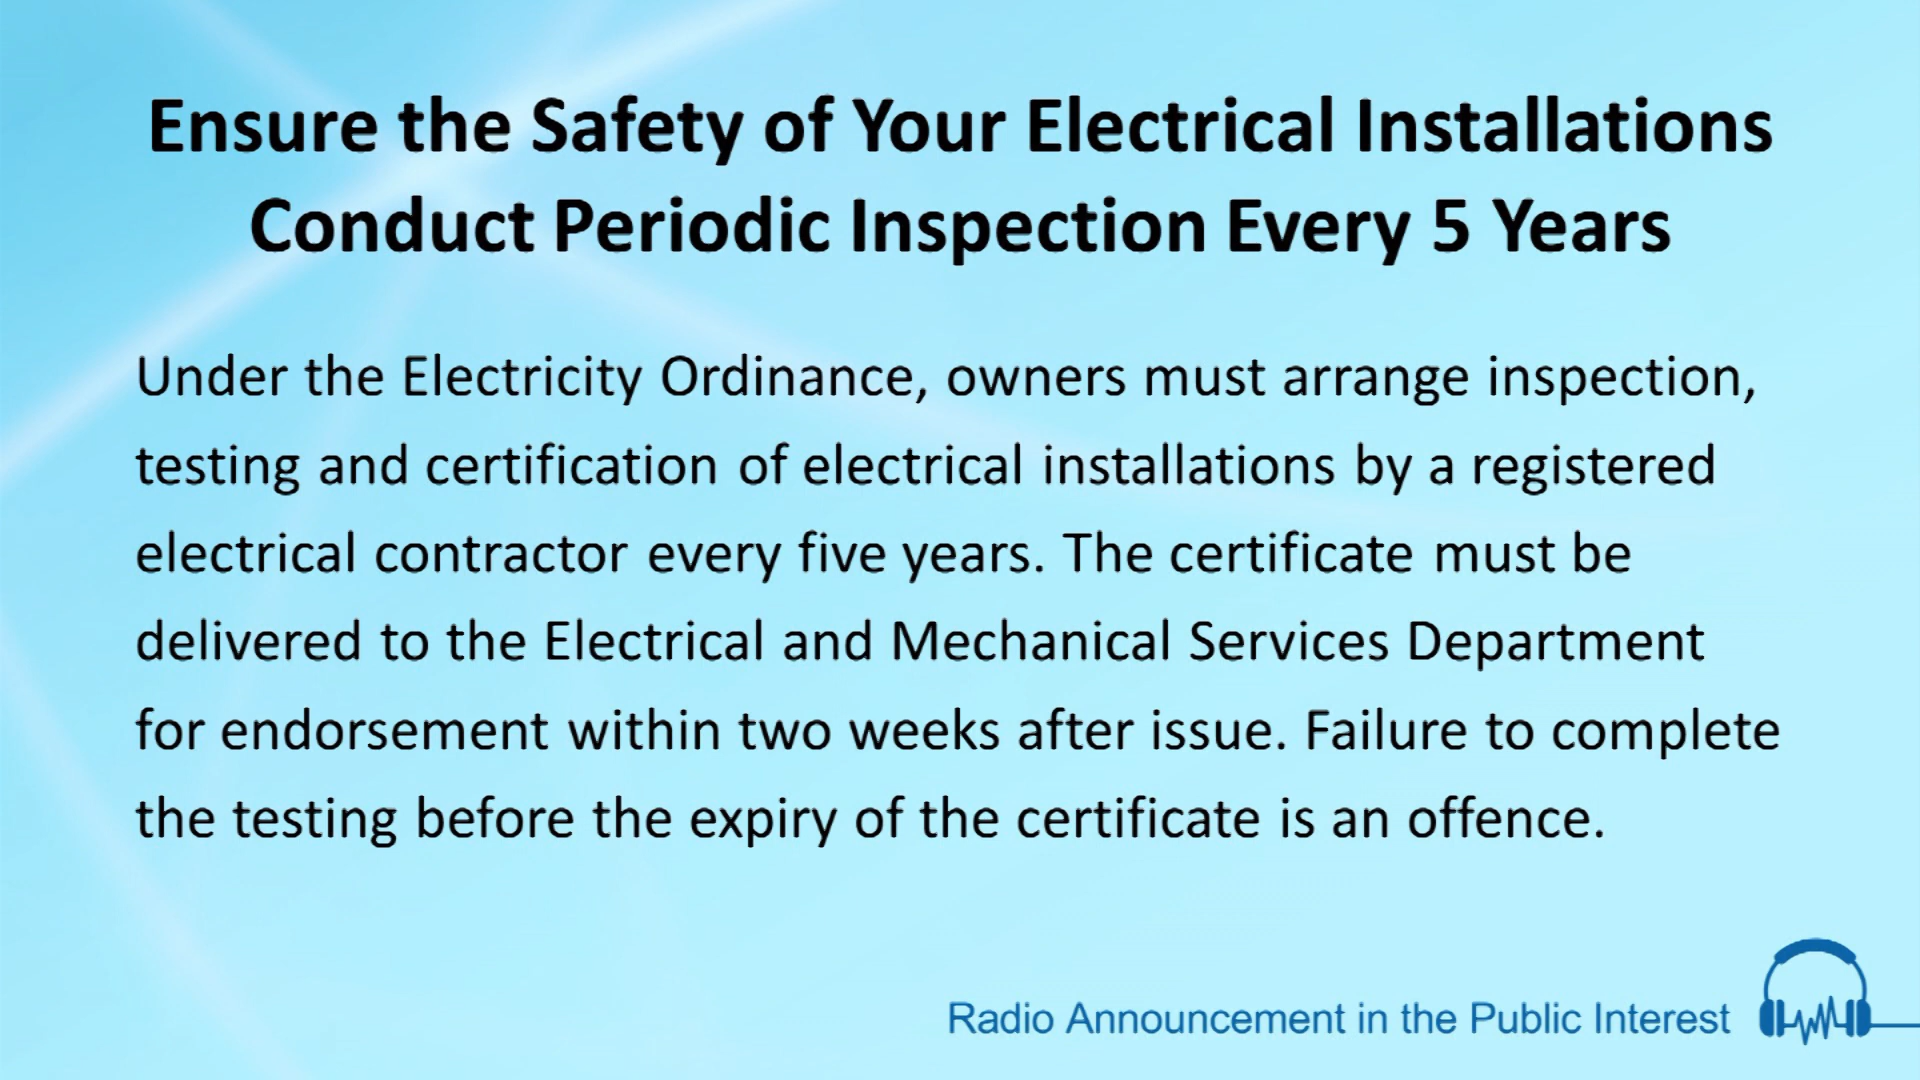 Ensure the Safety of Your Electrical Installations
Conduct Periodic Inspection Every 5 Years
Under the Electricity Ordinance, owners must arrange inspection,
testing and certification of electrical installations by a registered
electrical contractor every five years. The certificate must be
delivered to the Electrical and Mechanical Services Department
for endorsement within two weeks after issue. Failure to complete
the testing before the expiry of the certificate is an offence.
Radio Announcement in the Public Interest